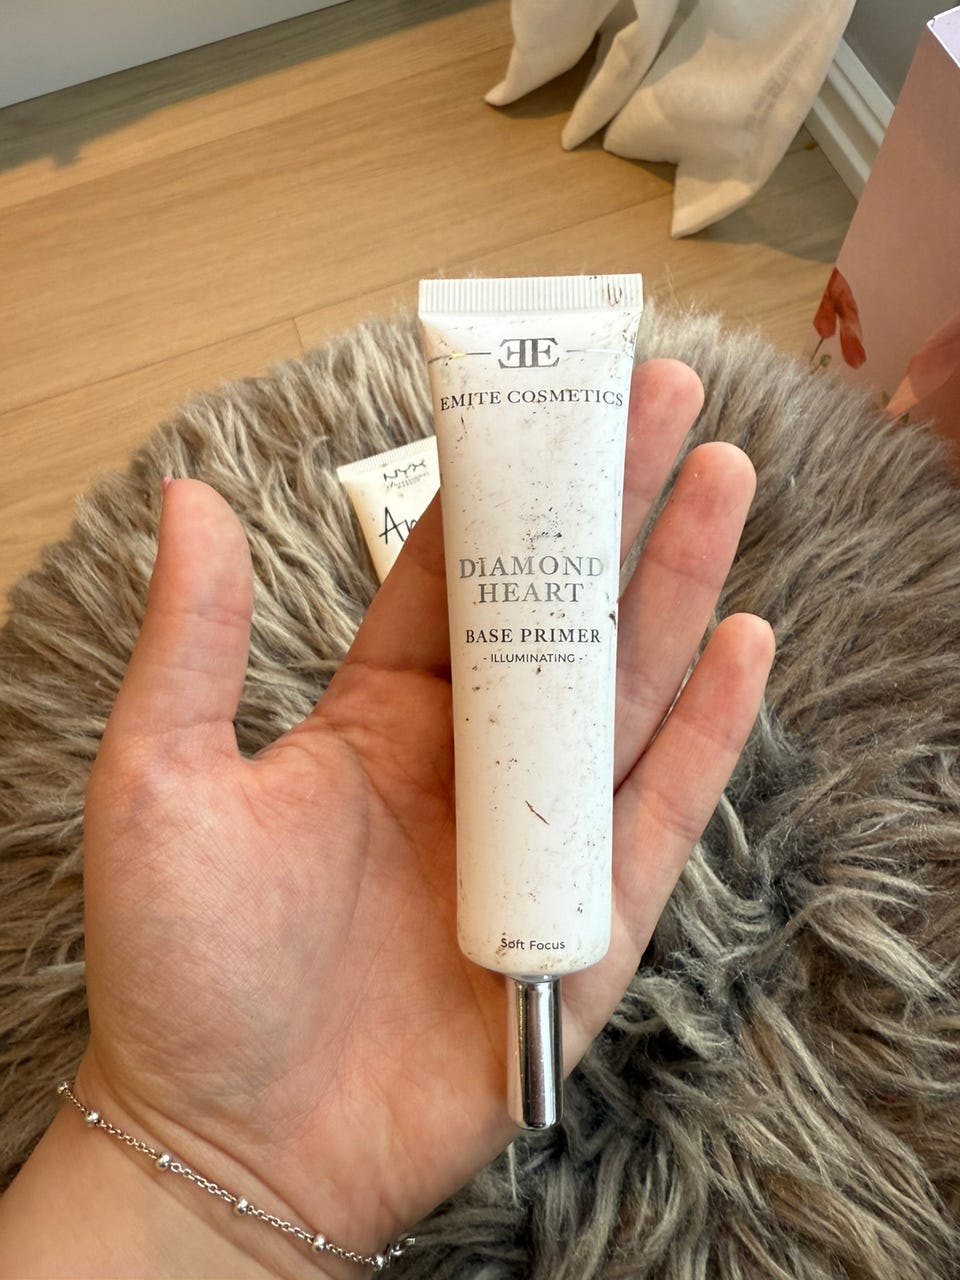 EE
EMITE COSMETICS
DIAMOND
HEART
BASE PRIMER
- ILLUMINATING -
Soft Focus
NYX